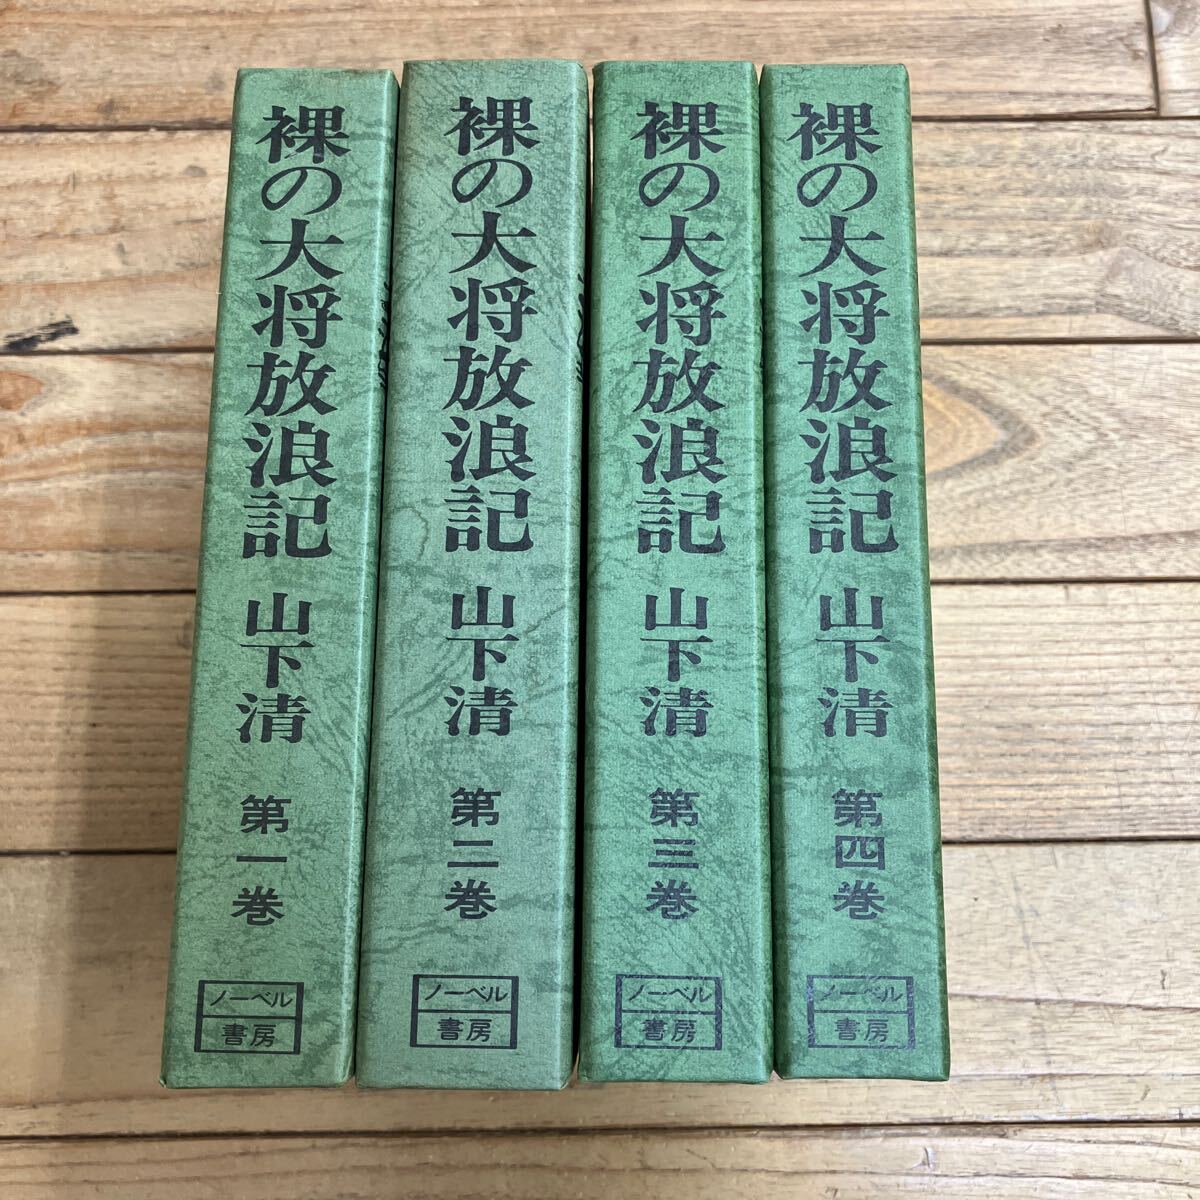 裸の大将放浪記 山下清 第一巻
ノーベル
書房
裸の大将放浪記 山下清 第二巻
ノーベル
書房
裸の大将放浪記 山下清 第三巻
ノーベル
書房
裸の大将放浪記 山下清 第四巻
ノーベル
書房